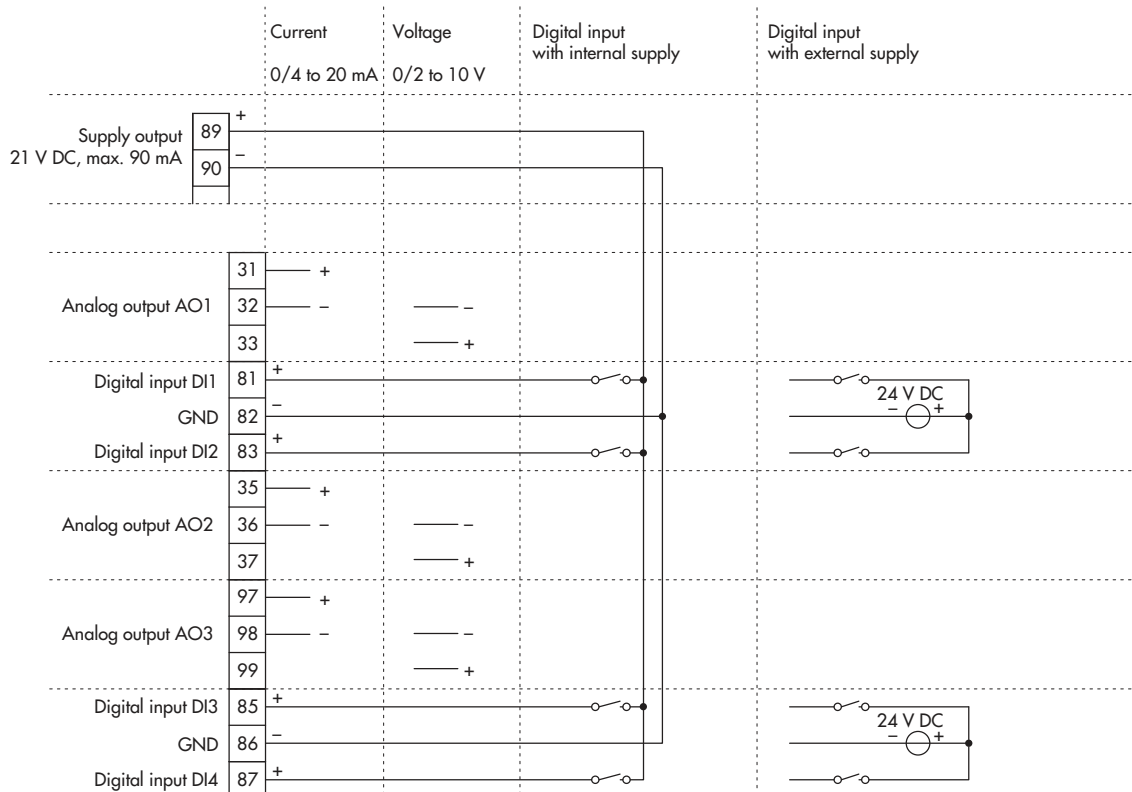 Current Voltage Digital input Digital input
with internal supply with external supply
0/4 to 20 mA 0/2 to 10 V
Supply output 89 +
21 V DC, max. 90 mA 90 –
31 +
Analog output AO1 32 – –
33 +
Digital input DI1 81 +
24 V DC
GND 82 – – +
Digital input DI2 83 +
35 +
Analog output AO2 36 – –
37 +
97 +
Analog output AO3 98 – –
99 +
Digital input DI3 85 +
24 V DC
GND 86 – – +
Digital input DI4 87 +